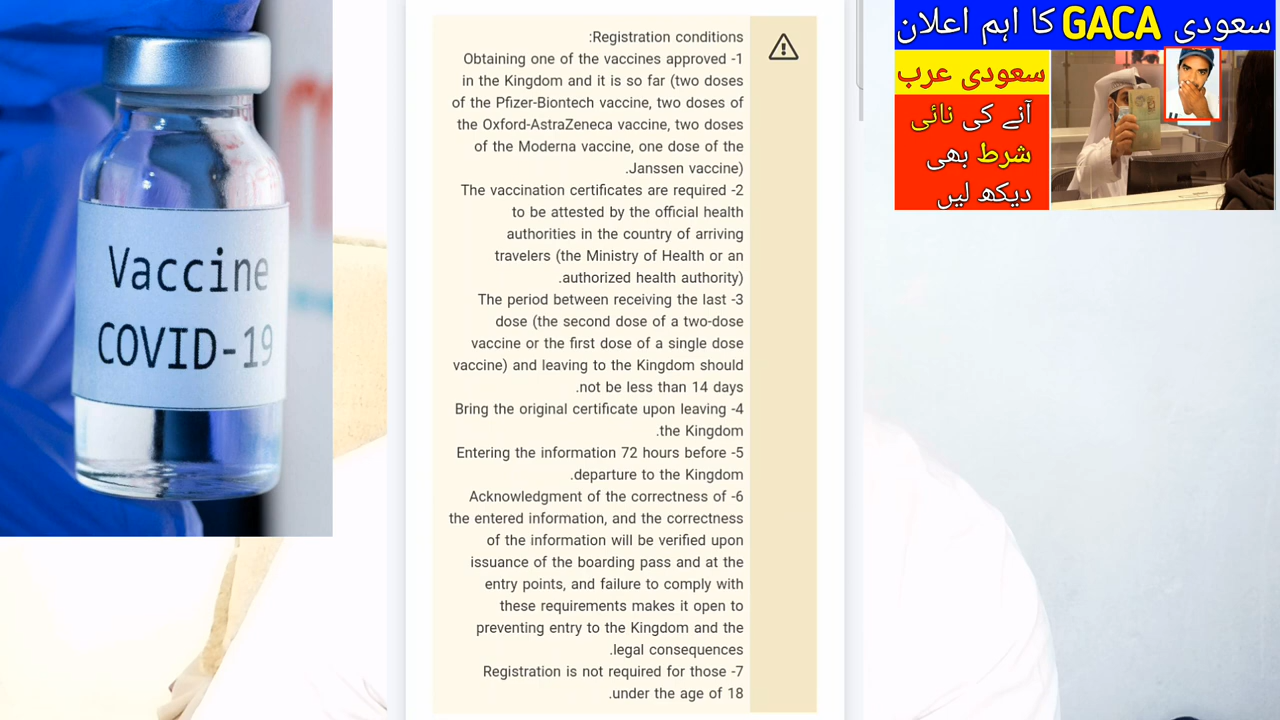 Vaccine
COVID-19
:Registration conditions
Obtaining one of the vaccines approved -1
in the Kingdom and it is so far (two doses
of the Pfizer-Biontech vaccine, two doses of
the Oxford-AstraZeneca vaccine, two doses
of the Moderna vaccine, one dose of the
.Janssen vaccine)
The vaccination certificates are required -2
to be attested by the official health
authorities in the country of arriving
travelers (the Ministry of Health or an
.authorized health authority)
The period between receiving the last -3
dose (the second dose of a two-dose
vaccine or the first dose of a single dose
vaccine) and leaving to the Kingdom should
.not be less than 14 days
Bring the original certificate upon leaving -4
.the Kingdom
Entering the information 72 hours before -5
.departure to the Kingdom
Acknowledgment of the correctness of -6
the entered information, and the correctness
of the information will be verified upon
issuance of the boarding pass and at the
entry points, and failure to comply with
these requirements makes it open to
preventing entry to the Kingdom and the
.legal consequences
Registration is not required for those -7
.under the age of 18
سعودی GACA کا اہم اعلان
سعودی عرب
آنے کی نائی
شرط بھی
دیکھ لیں